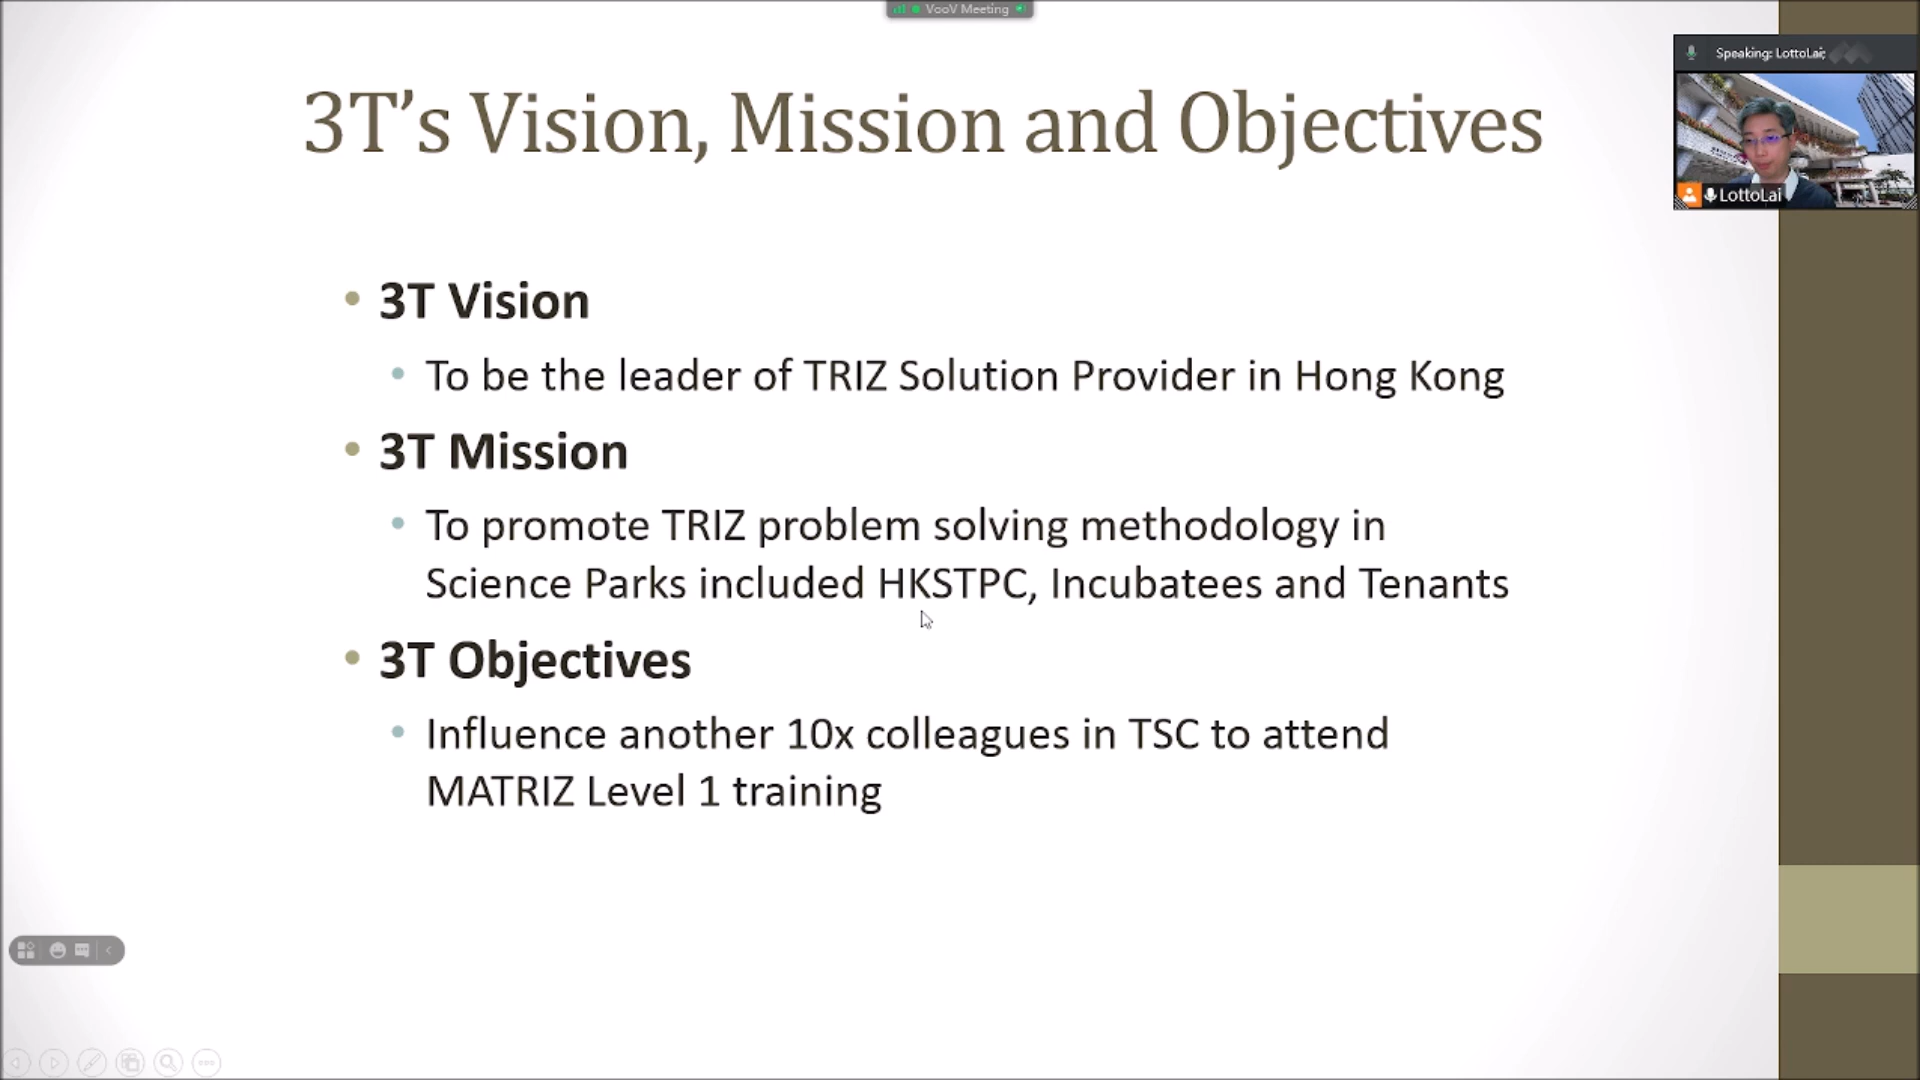 VooV Meeting
Speaking: LottoLai;
3T’s Vision, Mission and Objectives
LottoLai
3T Vision
To be the leader of TRIZ Solution Provider in Hong Kong
3T Mission
To promote TRIZ problem solving methodology in
Science Parks included HKSTPC, Incubatees and Tenants
3T Objectives
Influence another 10x colleagues in TSC to attend
MATRIZ Level 1 training